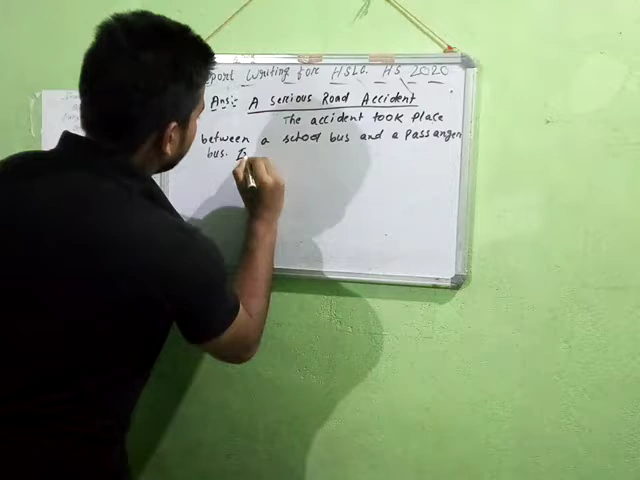 port Writing for HSLC. HS 2020
Ans:- A Serious Road Accident
The accident took place
between a school bus and a passanger
bus. I